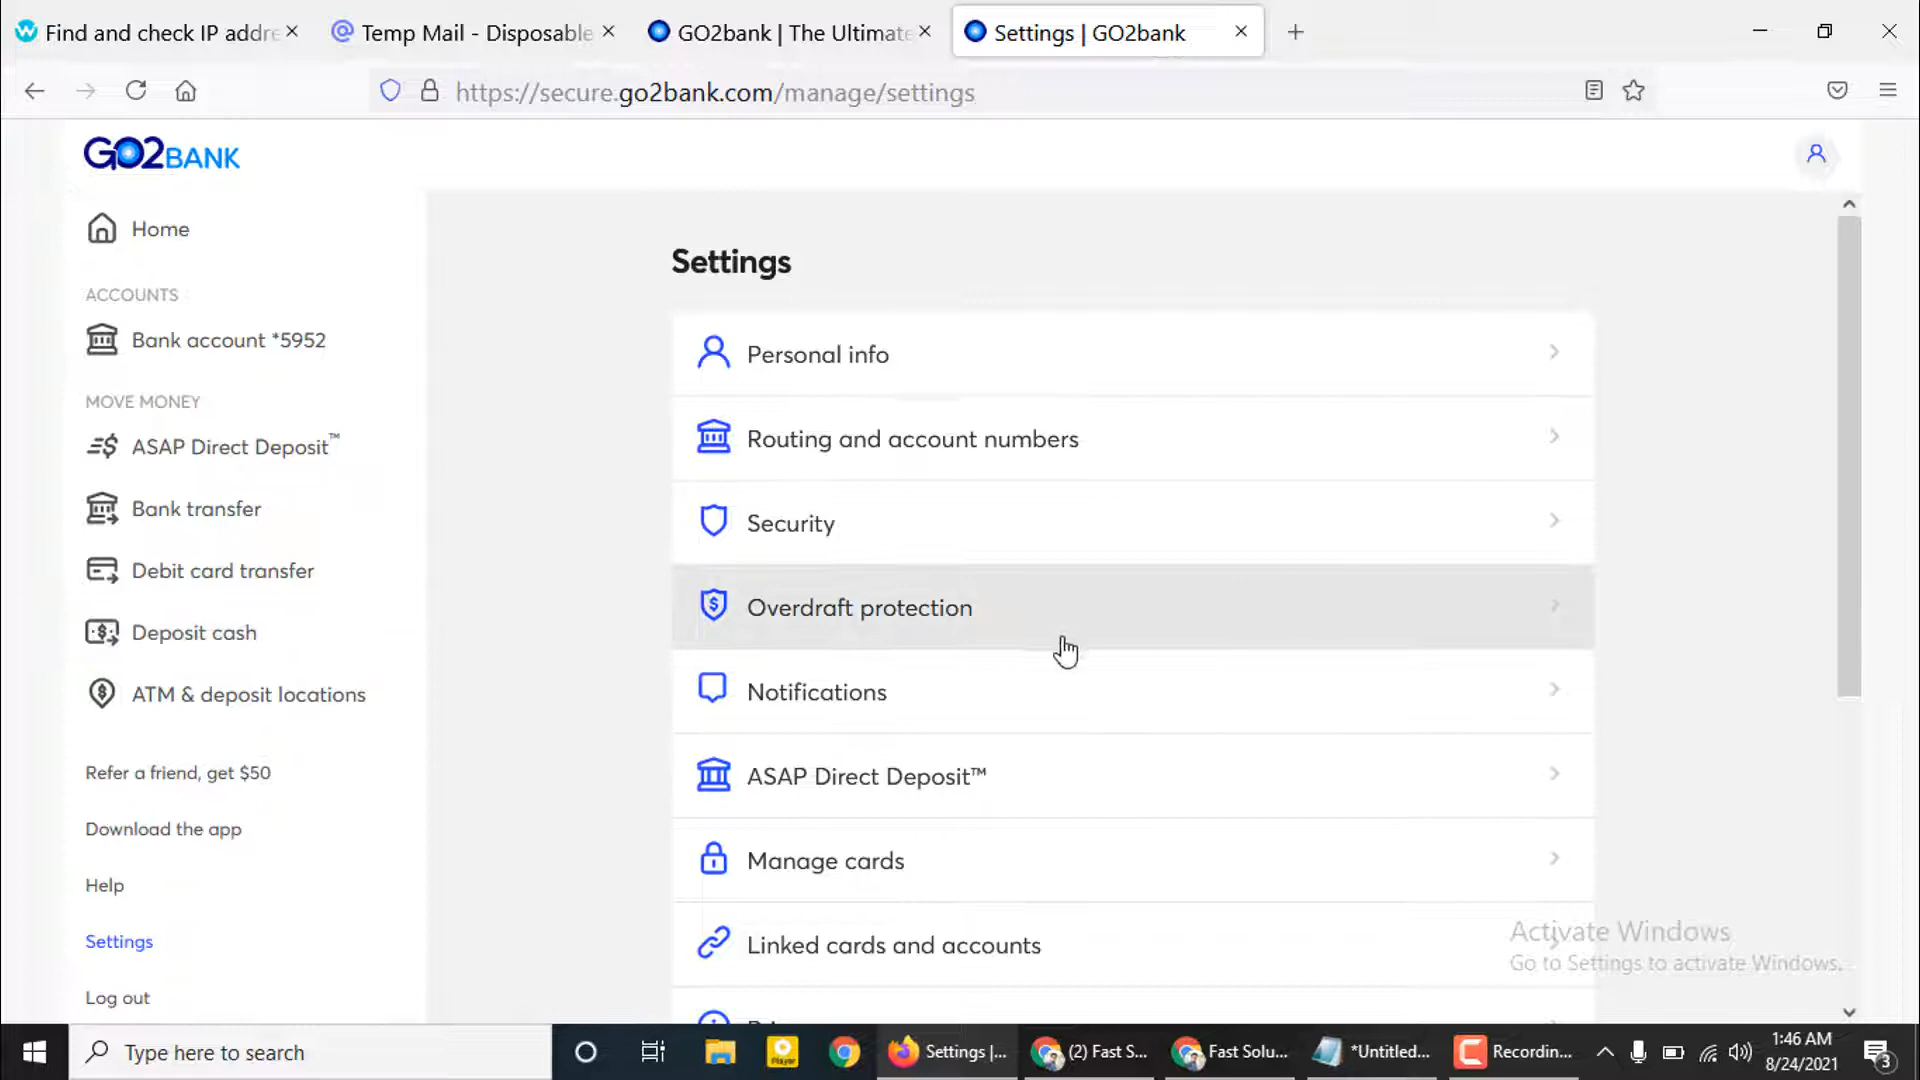 Find and check IP addre
Temp Mail - Disposable
GO2bank | The Ultimate
Settings | GO2bank
https://secure.go2bank.com/manage/settings
GO2BANK
Home
ACCOUNTS
Bank account *5952
MOVE MONEY
ASAP Direct Deposit™
Bank transfer
Debit card transfer
Deposit cash
ATM & deposit locations
Refer a friend, get $50
Download the app
Help
Settings
Log out
Settings
Personal info
Routing and account numbers
Security
Overdraft protection
Notifications
ASAP Direct Deposit™
Manage cards
Linked cards and accounts
Activate Windows
Go to Settings to activate Windows.
Type here to search
Player
Settings |...
(2) Fast S...
Fast Solu...
*Untitled...
Recordin...
1:46 AM
8/24/2021
3